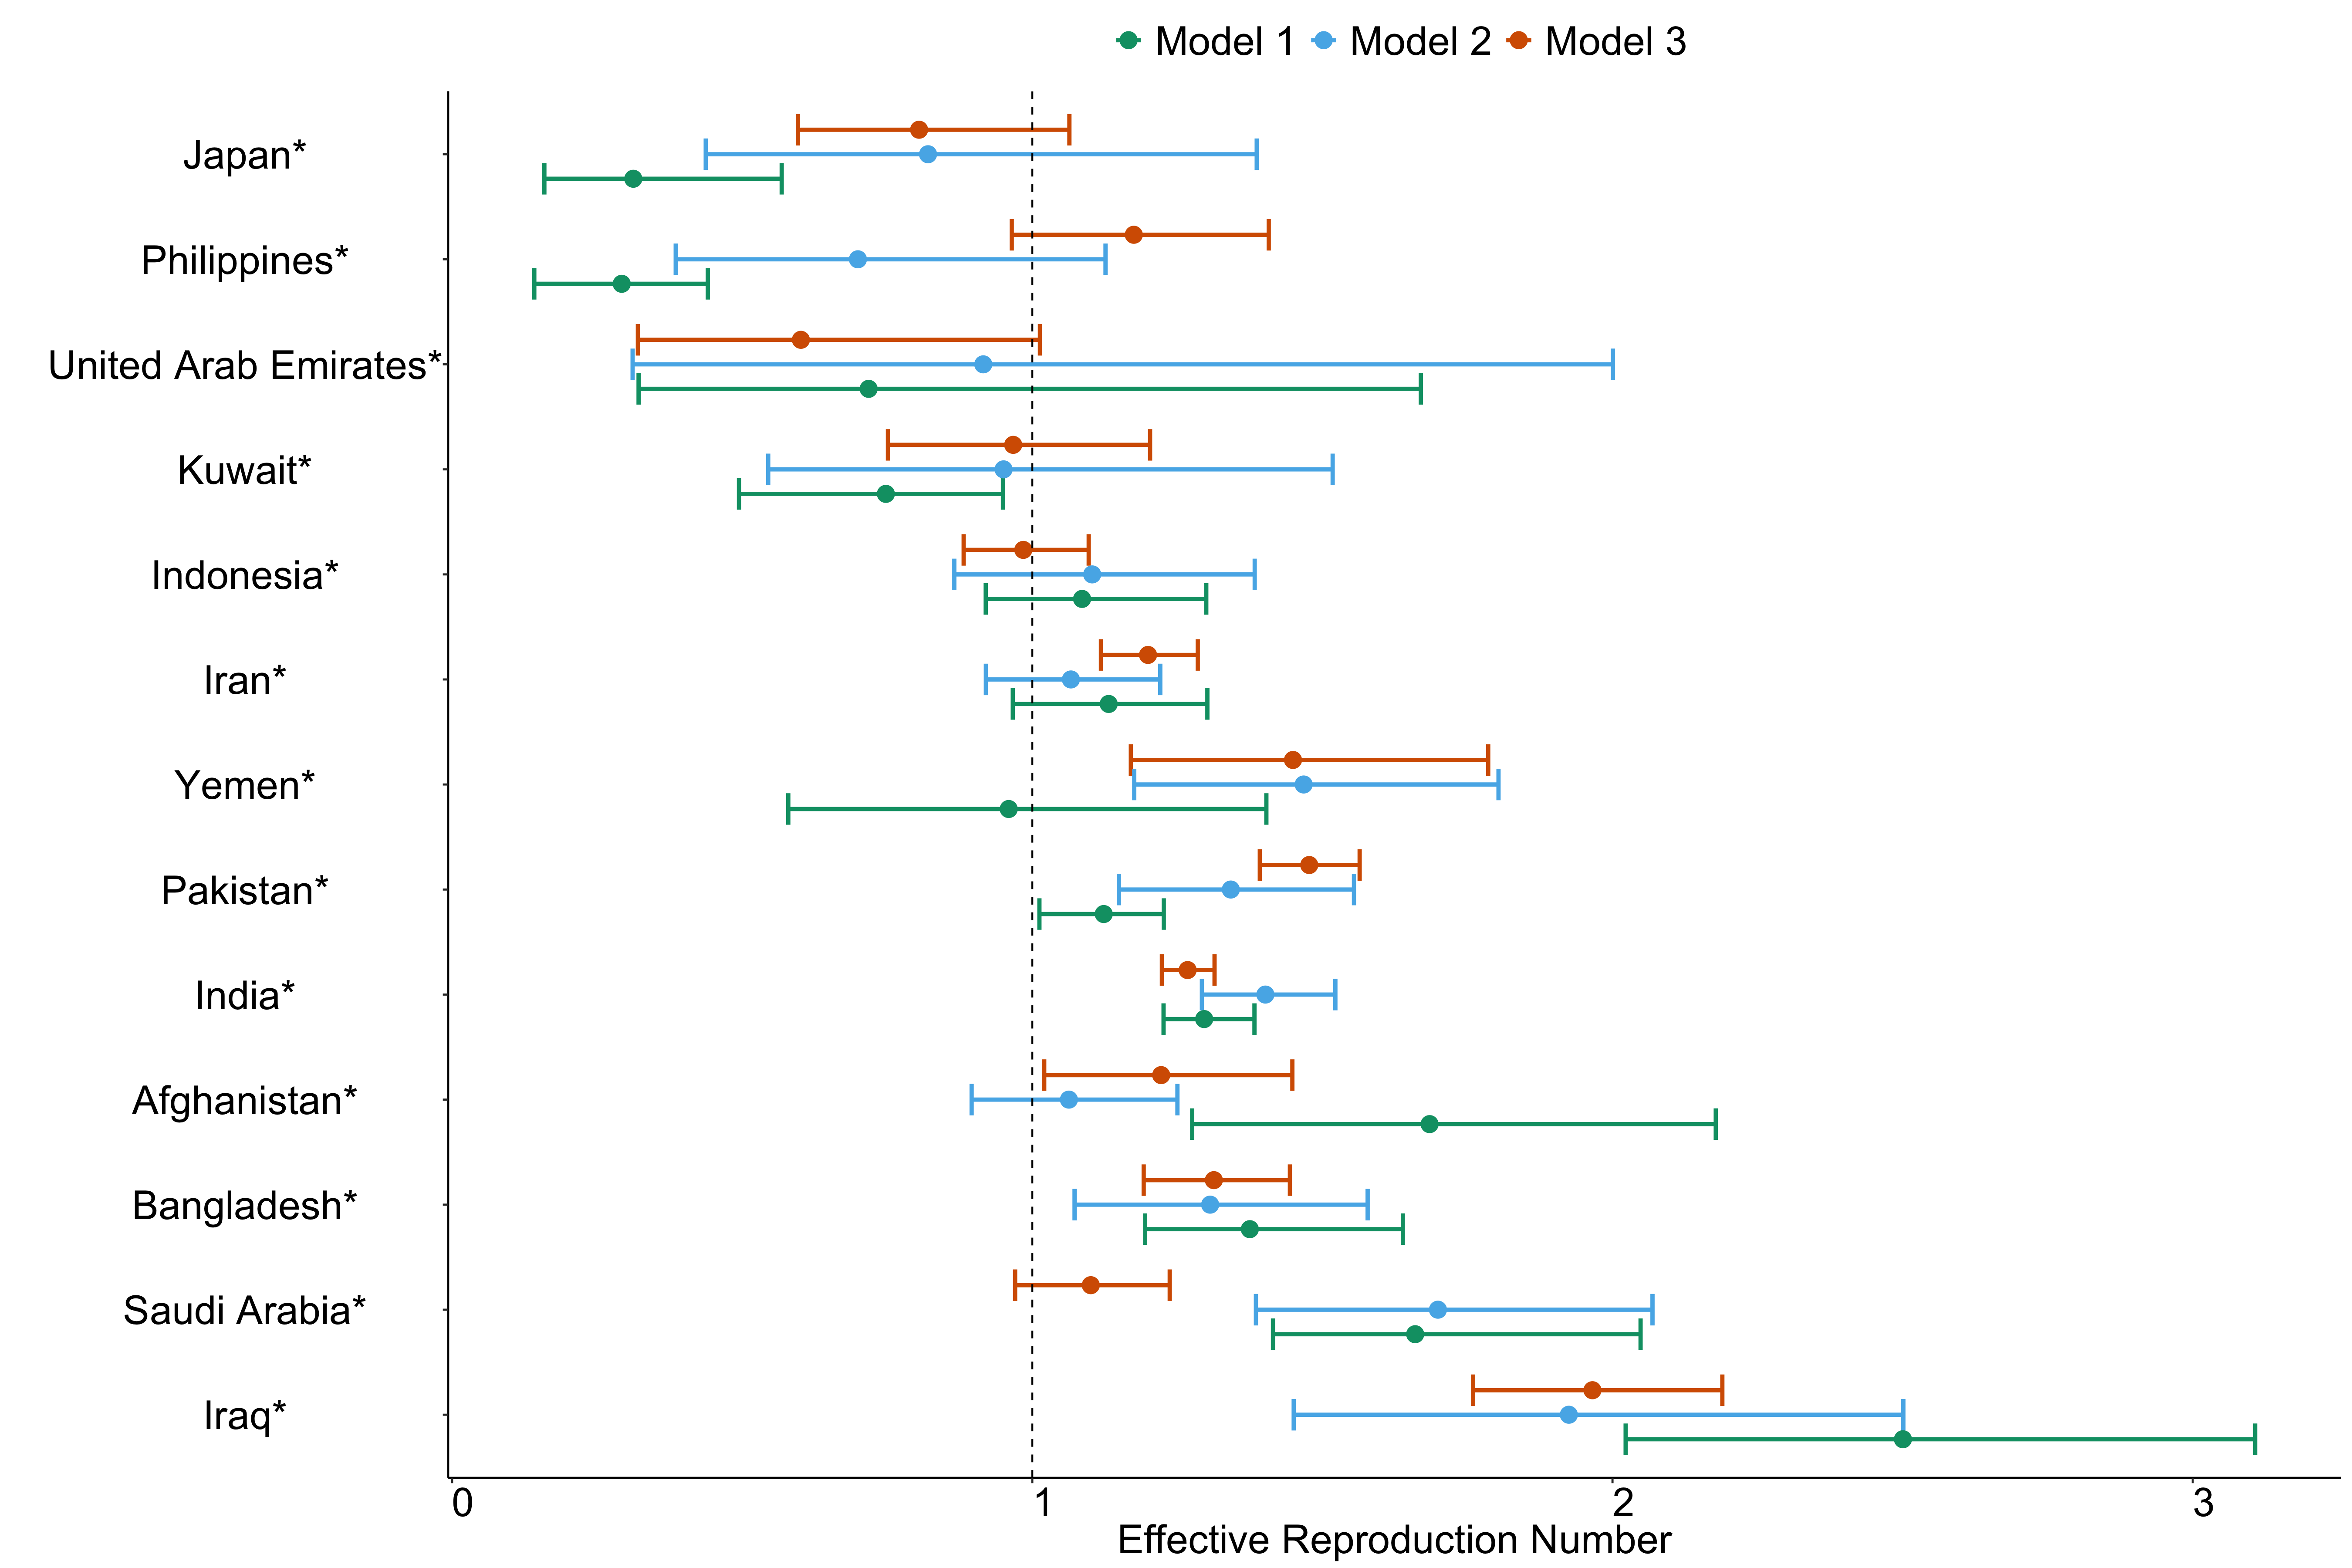 Model 1 Model 2 Model 3
Japan*
Philippines*
United Arab Emirates*
Kuwait*
Indonesia*
Iran*
Yemen*
Pakistan*
India*
Afghanistan*
Bangladesh*
Saudi Arabia*
Iraq*
0 1 2 3
Effective Reproduction Number